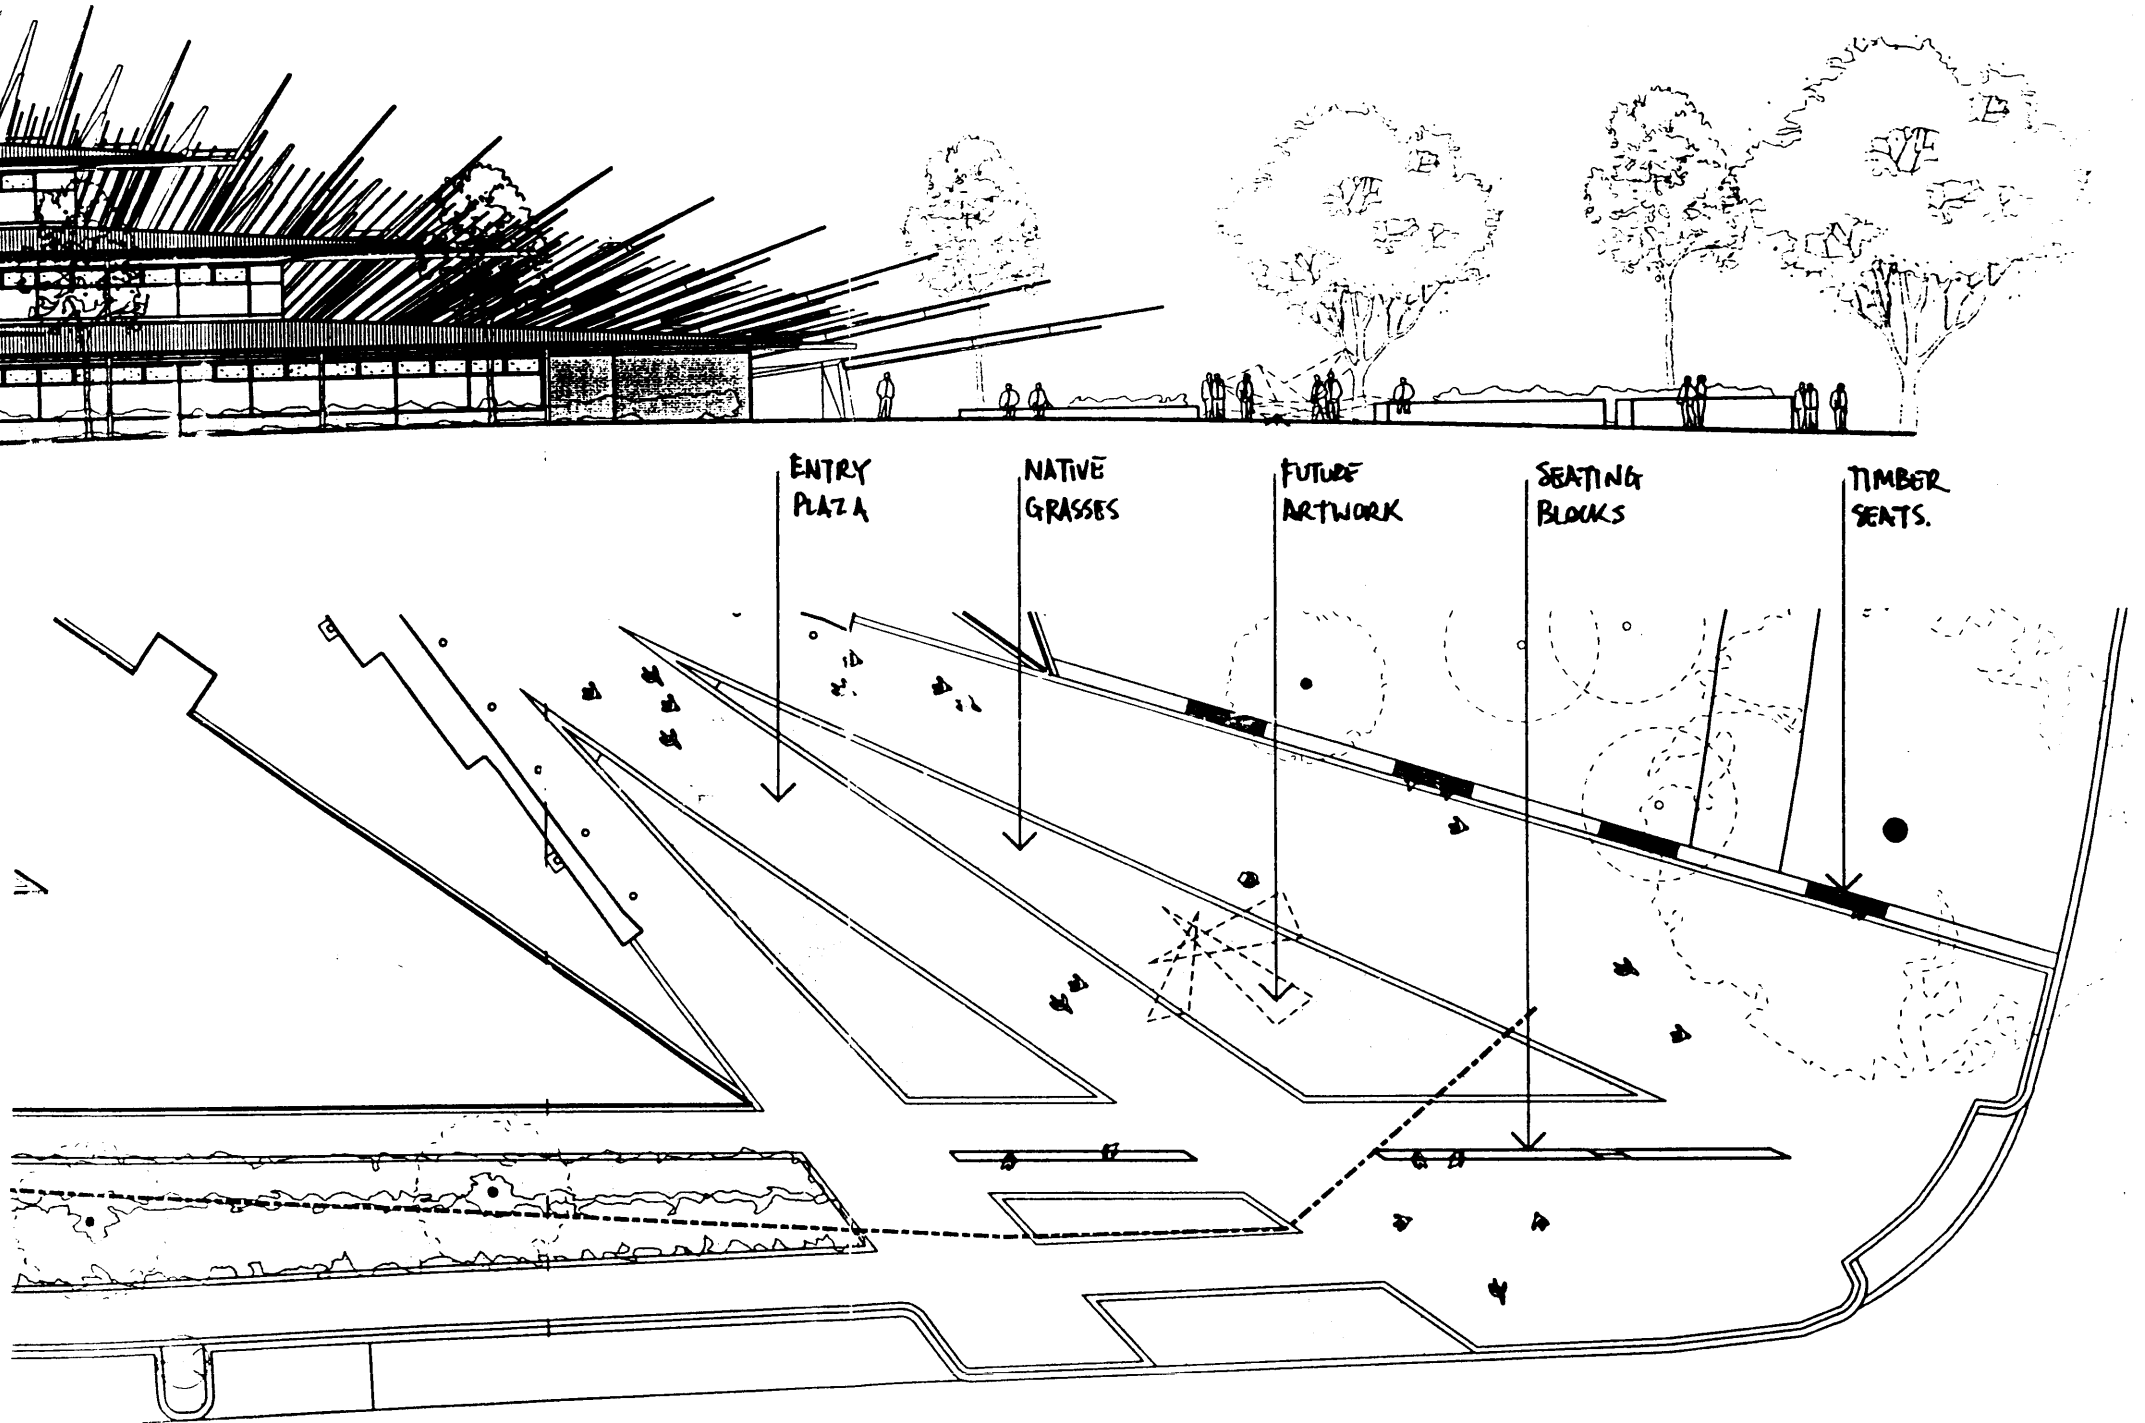 ENTRY
PLAZA
NATIVE
GRASSES
FUTURE
ARTWORK
SEATING
BLOCKS
TIMBER
SEATS.